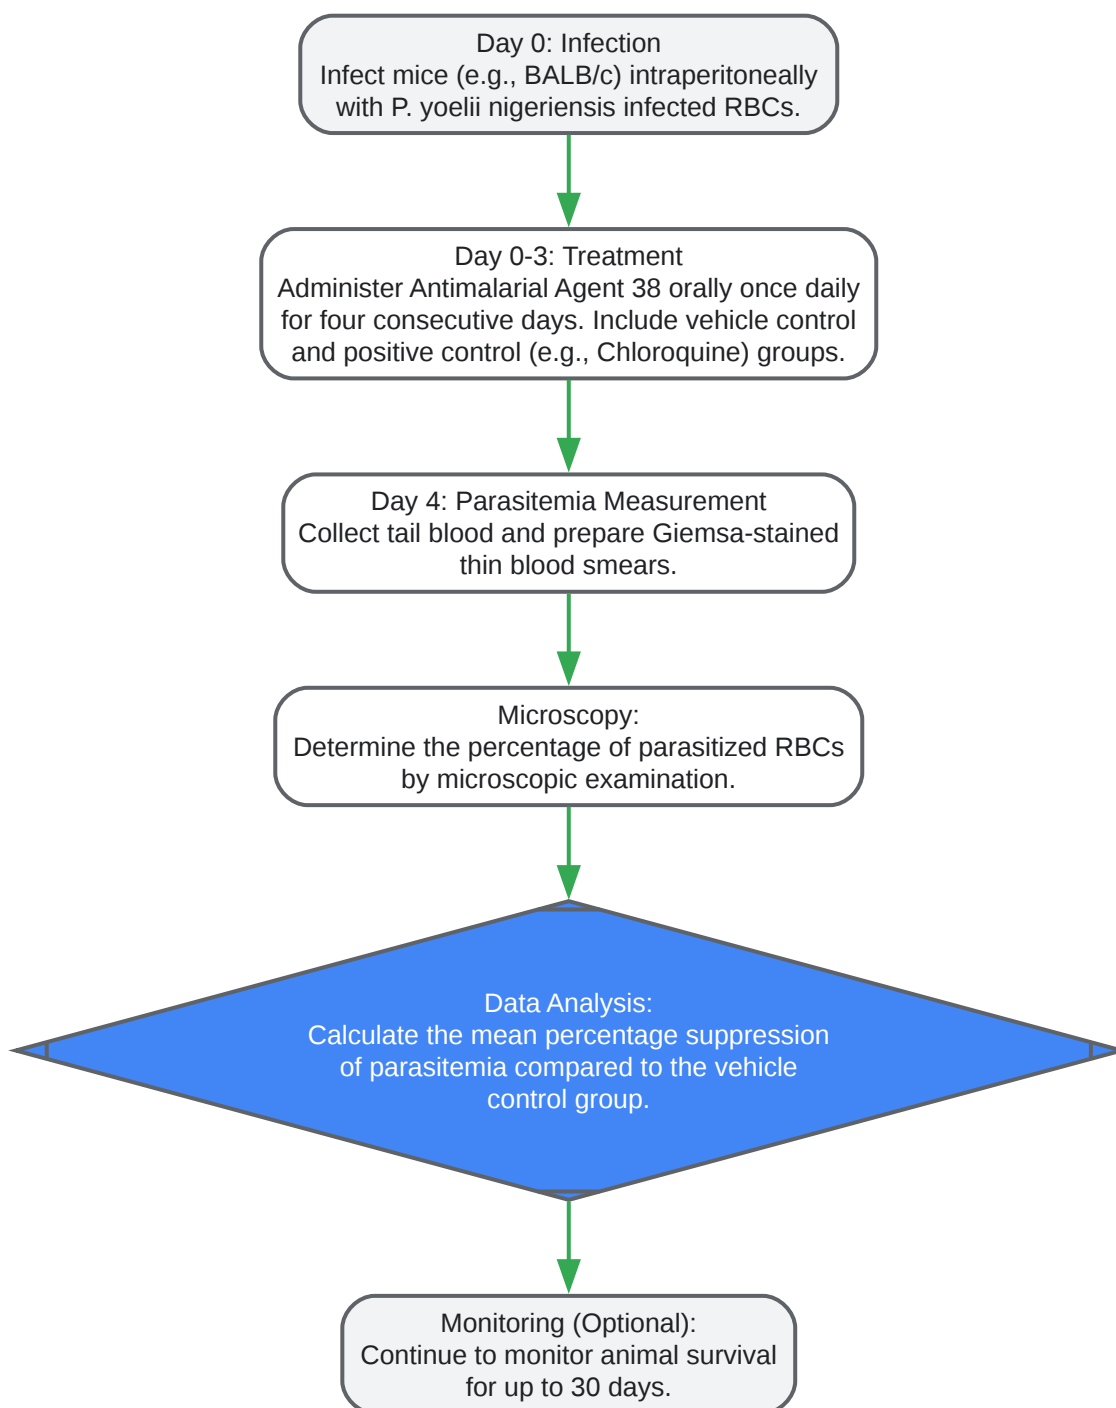 Day 0: Infection
Infect mice (e.g., BALB/c) intraperitoneally
with P. yoelii nigeriensis infected RBCs.
Day 0-3: Treatment
Administer Antimalarial Agent 38 orally once daily
for four consecutive days. Include vehicle control
and positive control (e.g., Chloroquine) groups.
Day 4: Parasitemia Measurement
Collect tail blood and prepare Giemsa-stained
thin blood smears.
Microscopy:
Determine the percentage of parasitized RBCs
by microscopic examination.
Data Analysis:
Calculate the mean percentage suppression
of parasitemia compared to the vehicle
control group.
Monitoring (Optional):
Continue to monitor animal survival
for up to 30 days.